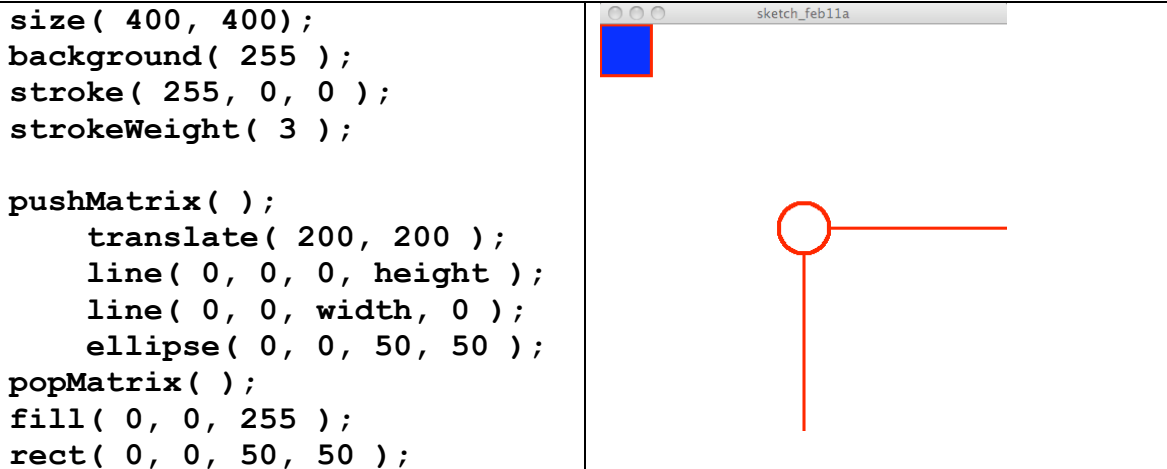 size( 400, 400);
background( 255 );
stroke( 255, 0, 0 );
strokeWeight( 3 );
pushMatrix( );
translate( 200, 200 );
line( 0, 0, 0, height );
line( 0, 0, width, 0 );
ellipse( 0, 0, 50, 50 );
popMatrix( );
fill( 0, 0, 255 );
rect( 0, 0, 50, 50 );
sketch_feb11a